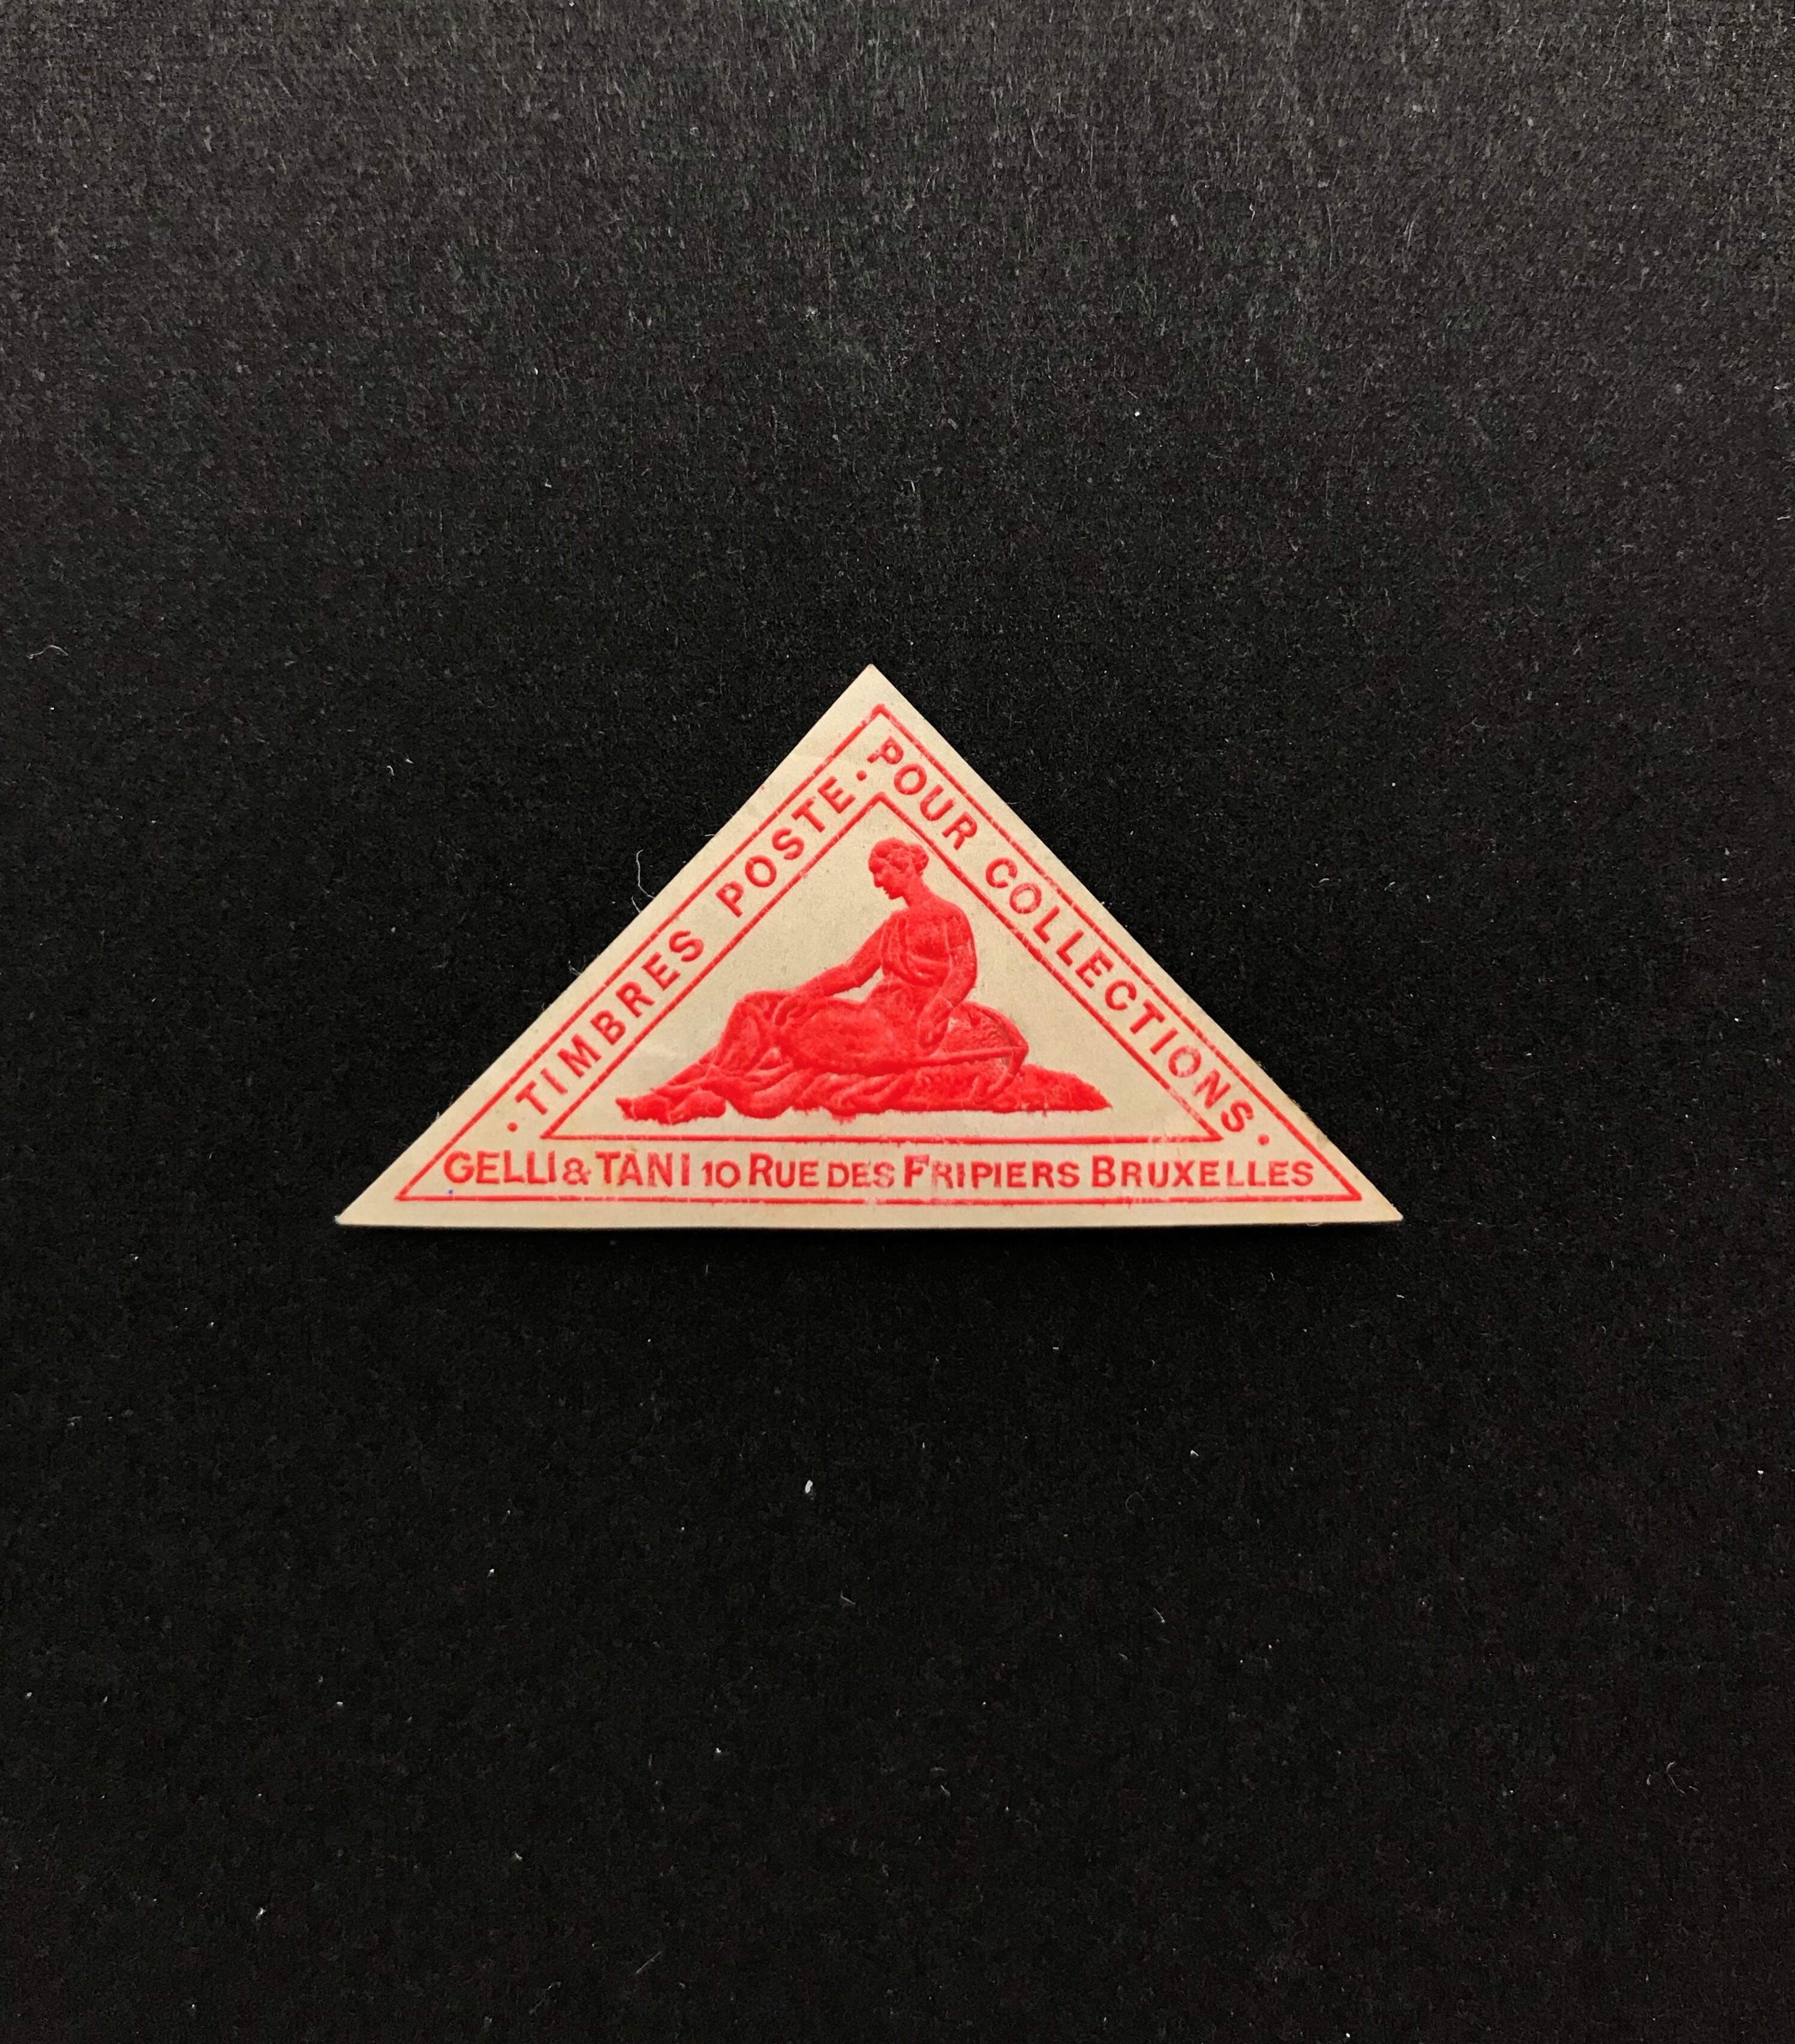 · TIMBRES POSTE · POUR COLLECTIONS ·
GELLI & TANI 10 RUE DES FRIPIERS BRUXELLES